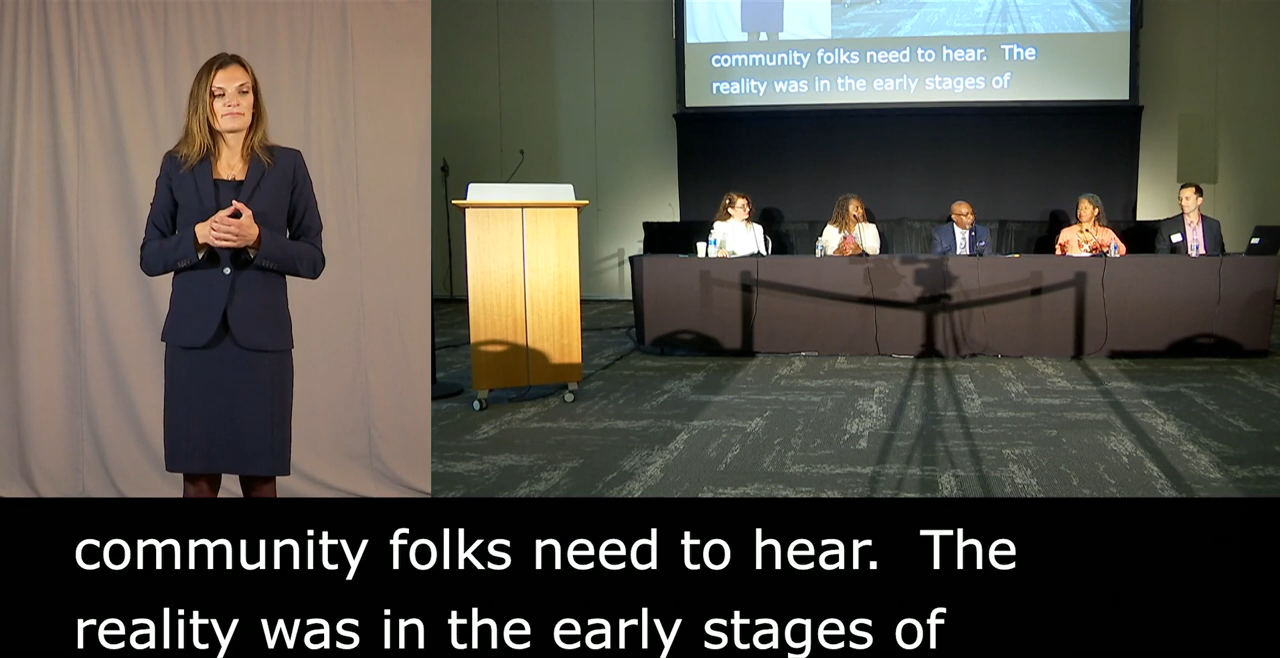 community folks need to hear.  The
reality was in the early stages of
community folks need to hear.  The
reality was in the early stages of